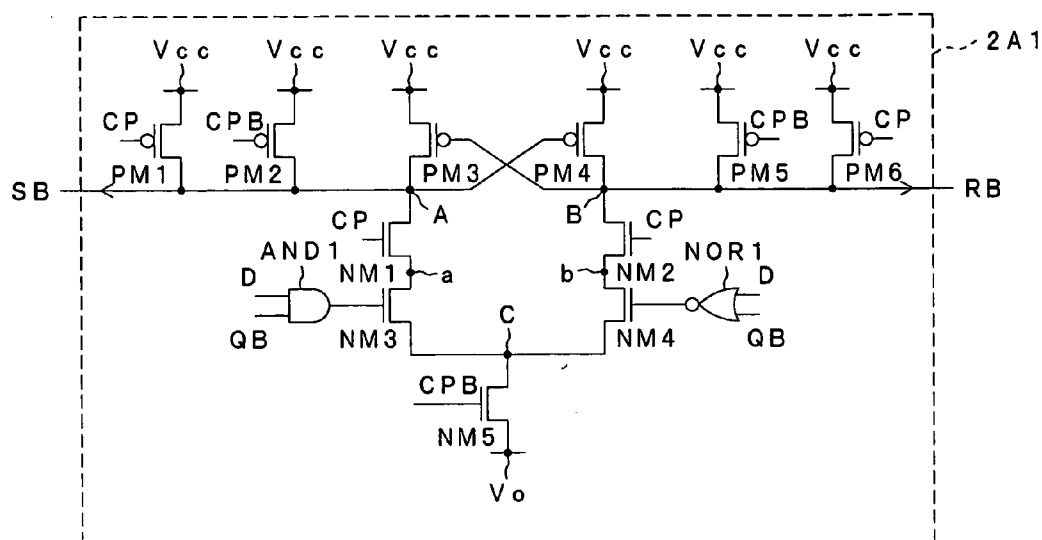 Vcc Vcc Vcc Vcc Vcc Vcc 2A1
CP CPB CPB CP
PM1 PM2 PM3 PM4 PM5 PM6
SB A B RB
CP CP
AND1 NOR1
NM1 a b NM2
D D
NM3 C NM4
QB QB
CPB
NM5
Vo